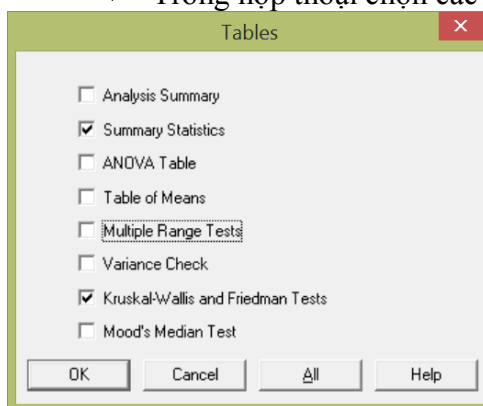 Trong hộp thoại chọn các
Tables
Analysis Summary
Summary Statistics
ANOVA Table
Table of Means
Multiple Range Tests
Variance Check
Kruskal-Wallis and Friedman Tests
Mood's Median Test
OK Cancel All Help